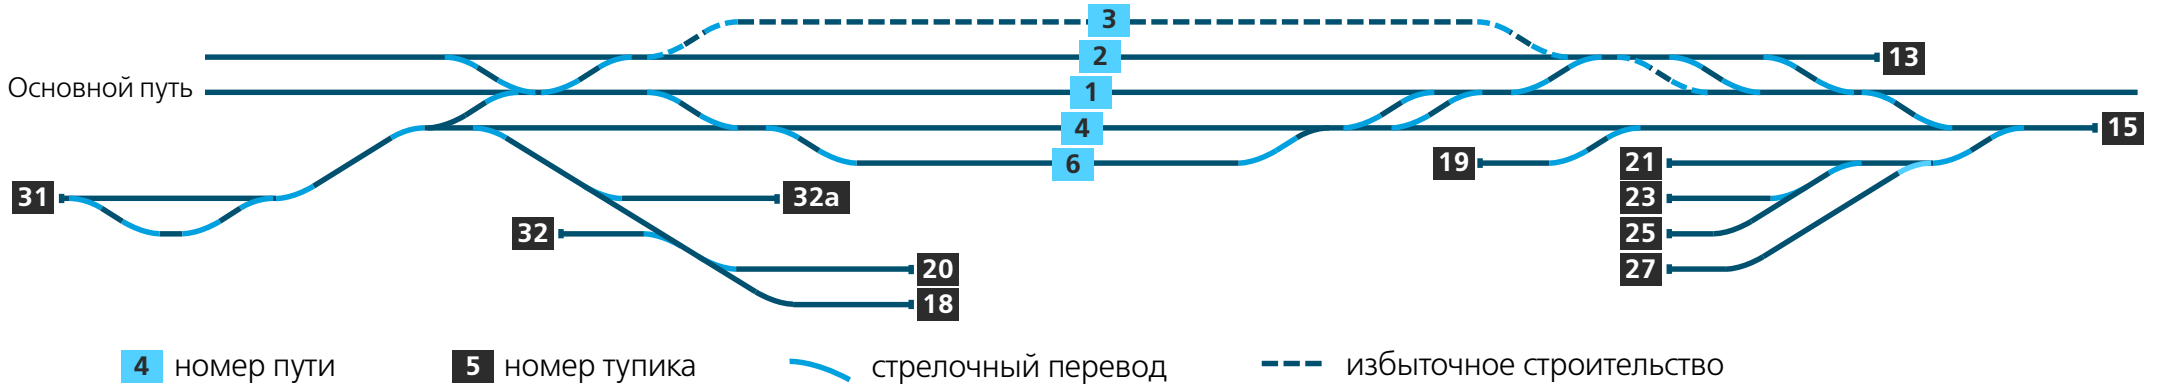 3
2
13
Основной путь
1
4
15
6
19
21
31
32а
23
32
25
20
27
18
4 номер пути
5 номер тупика
стрелочный перевод
избыточное строительство